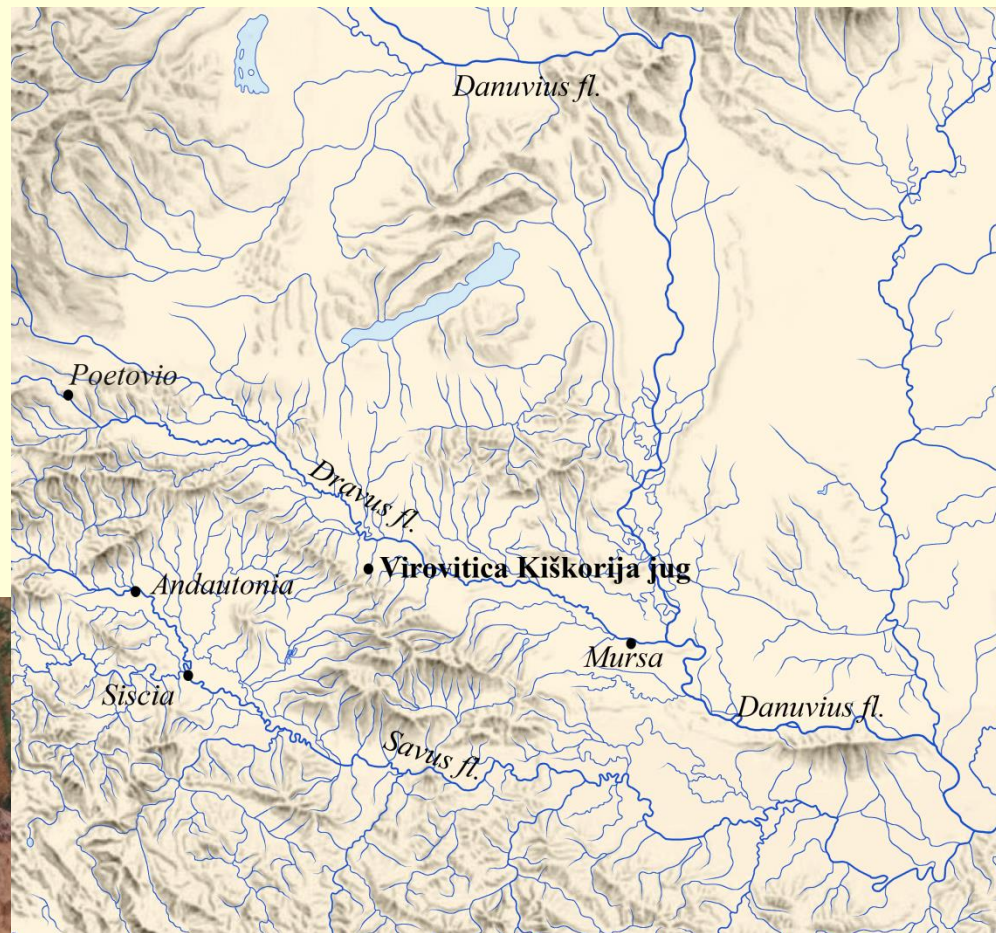 Danuvius fl.
Poetovio
Dravus fl.
Virovitica Kiškorija jug
Andautonia
Mursa
Siscia
Danuvius fl.
Savus fl.